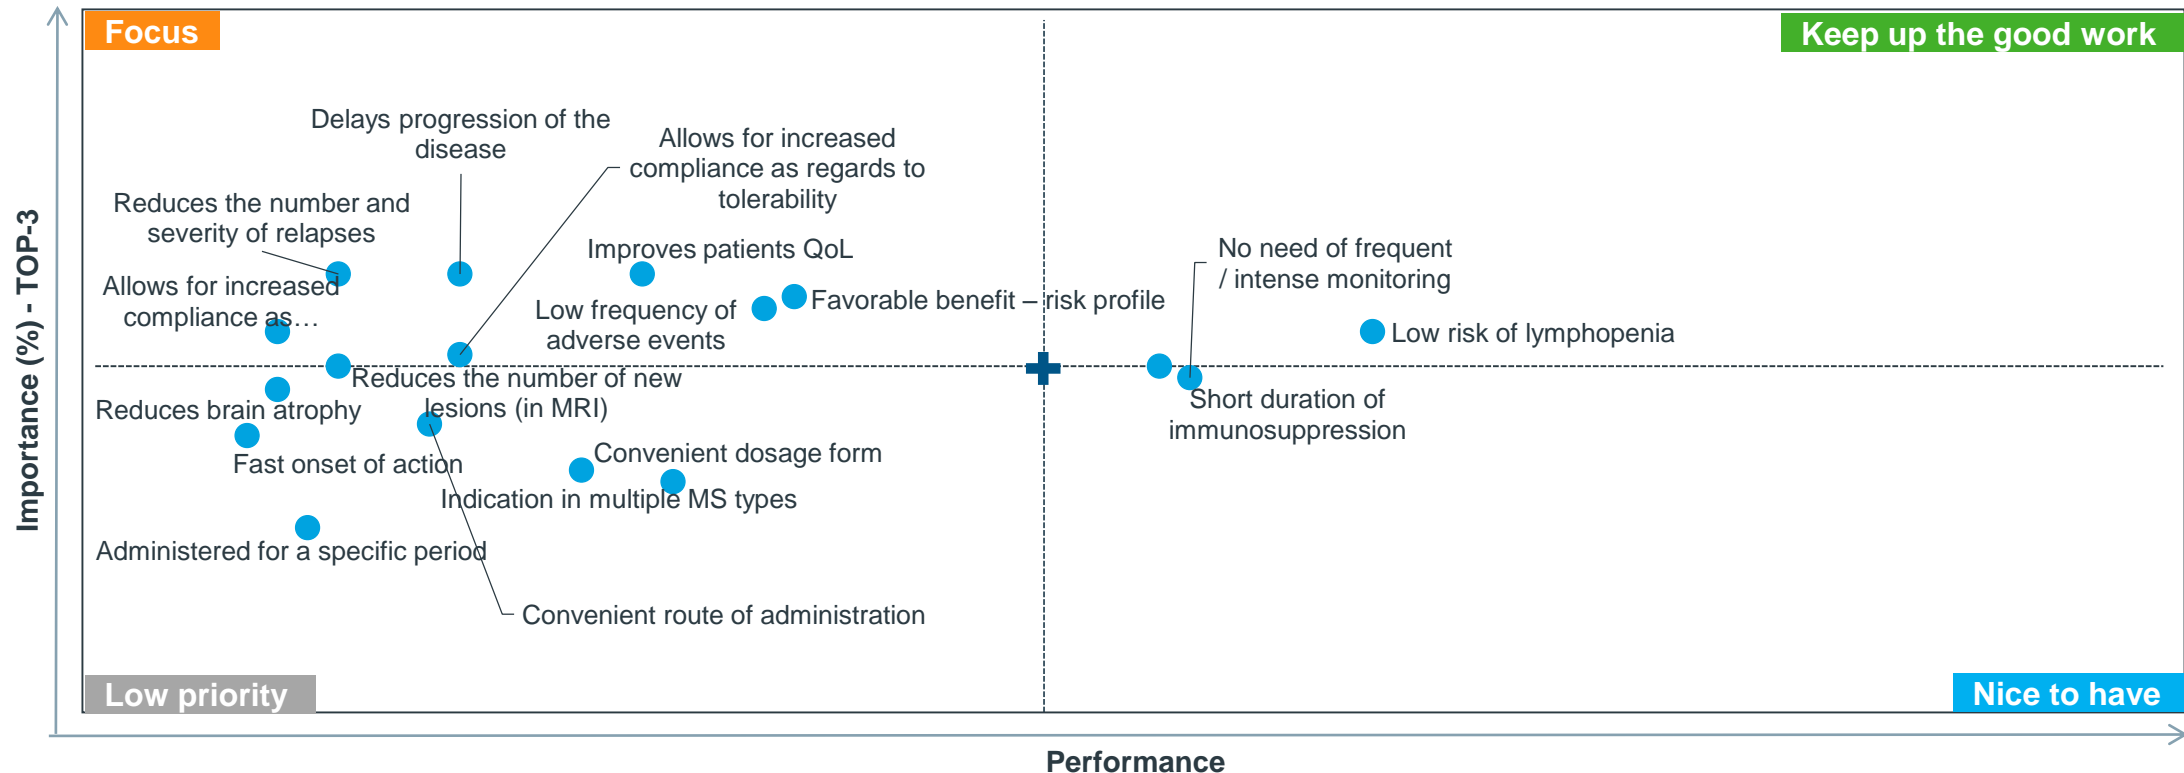 Focus
Keep up the good work
Delays progression of the
disease
Allows for increased
compliance as regards to
tolerability
Reduces the number and
severity of relapses
Improves patients QoL
No need of frequent
/ intense monitoring
Allows for increased
compliance as…
Low frequency of
adverse events
Favorable benefit – risk profile
Low risk of lymphopenia
Reduces the number of new
lesions (in MRI)
Reduces brain atrophy
Short duration of
immunosuppression
Fast onset of action
Convenient dosage form
Indication in multiple MS types
Administered for a specific period
Convenient route of administration
Low priority
Nice to have
Importance (%) - TOP-3
Performance